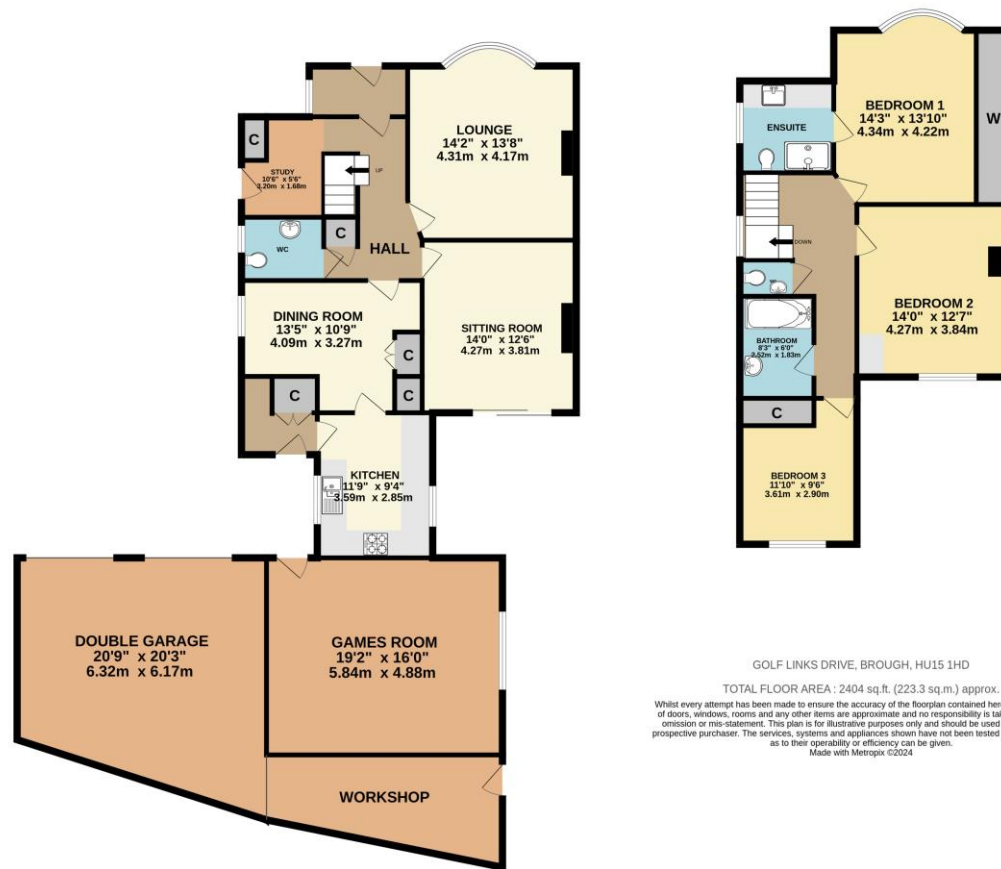 LOUNGE
14'2" x 13'8"
4.31m x 4.17m
C
STUDY
10'6" x 5'6"
3.20m x 1.68m
UP
WC
C
HALL
DINING ROOM
13'5" x 10'9"
4.09m x 3.27m
C
C
SITTING ROOM
14'0" x 12'6"
4.27m x 3.81m
C
KITCHEN
11'9" x 9'4"
3.59m x 2.85m
DOUBLE GARAGE
20'9" x 20'3"
6.32m x 6.17m
GAMES ROOM
19'2" x 16'0"
5.84m x 4.88m
WORKSHOP
BEDROOM 1
14'3" x 13'10"
4.34m x 4.22m
W
ENSUITE
DOWN
BEDROOM 2
14'0" x 12'7"
4.27m x 3.84m
BATHROOM
8'3" x 6'0"
2.52m x 1.83m
C
BEDROOM 3
11'10" x 9'6"
3.61m x 2.90m
GOLF LINKS DRIVE, BROUGH, HU15 1HD
TOTAL FLOOR AREA : 2404 sq.ft. (223.3 sq.m.) approx.
Whilst every attempt has been made to ensure the accuracy of the floorplan contained
of doors, windows, rooms and any other items are approximate and no responsibility is
omission or mis-statement. This plan is for illustrative purposes only and should be used
prospective purchaser. The services, systems and appliances shown have not been tested
as to their operability or efficiency can be given.
Made with Metropix ©2024